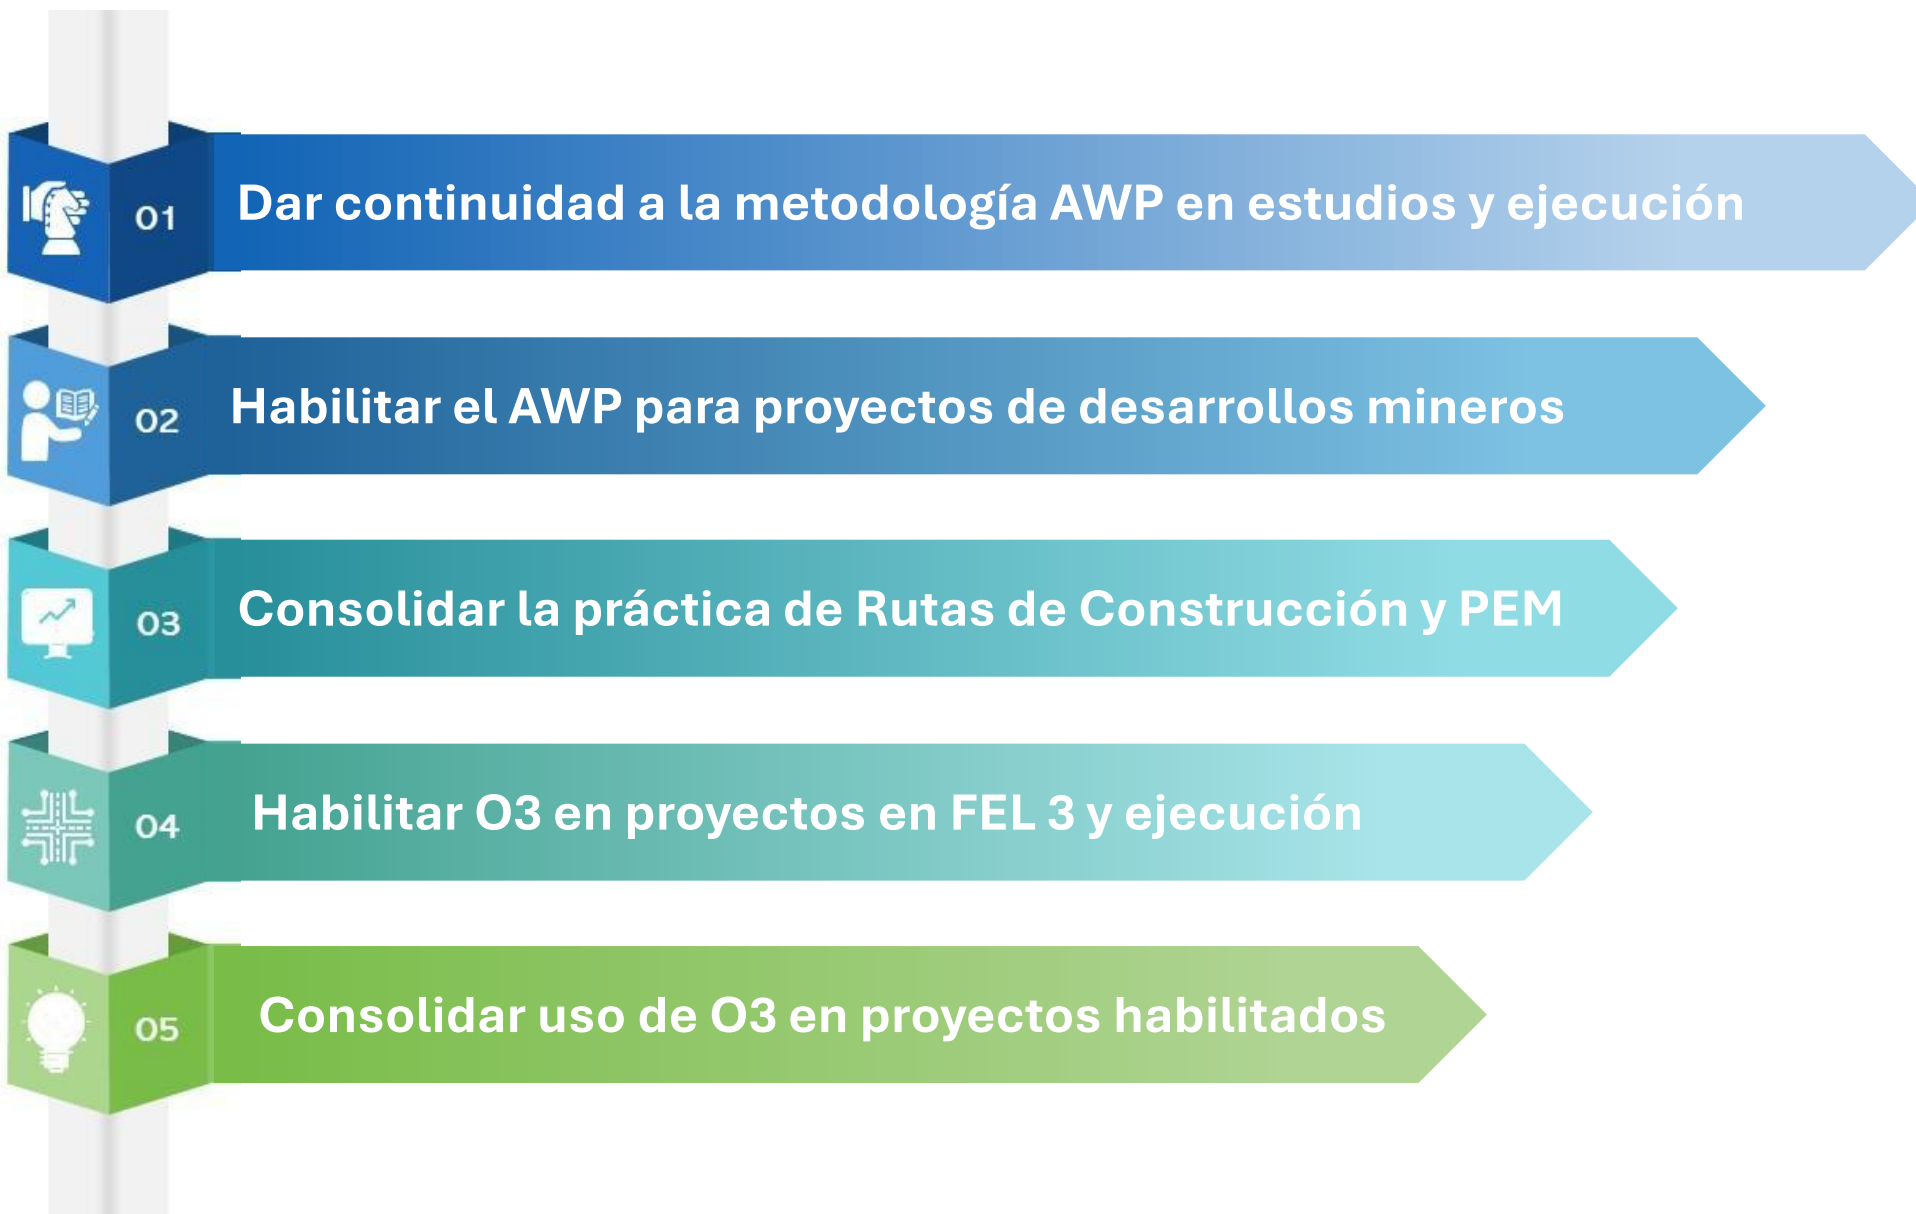 01 Dar continuidad a la metodología AWP en estudios y ejecución
02 Habilitar el AWP para proyectos de desarrollos mineros
03 Consolidar la práctica de Rutas de Construcción y PEM
04 Habilitar O3 en proyectos en FEL 3 y ejecución
05 Consolidar uso de O3 en proyectos habilitados